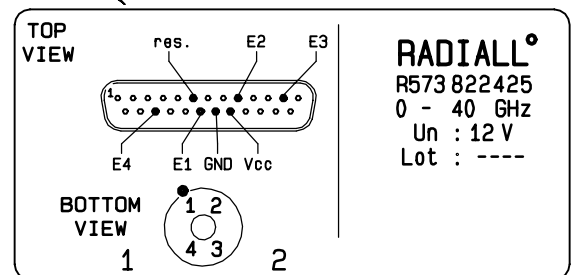 TOP
VIEW
res.
E2
E3
1
E4
E1
GND
Vcc
BOTTOM
VIEW
1 2
4 3
1
2
RADIALL°
R573 822425
0 - 40 GHz
Un : 12 V
Lot : ----